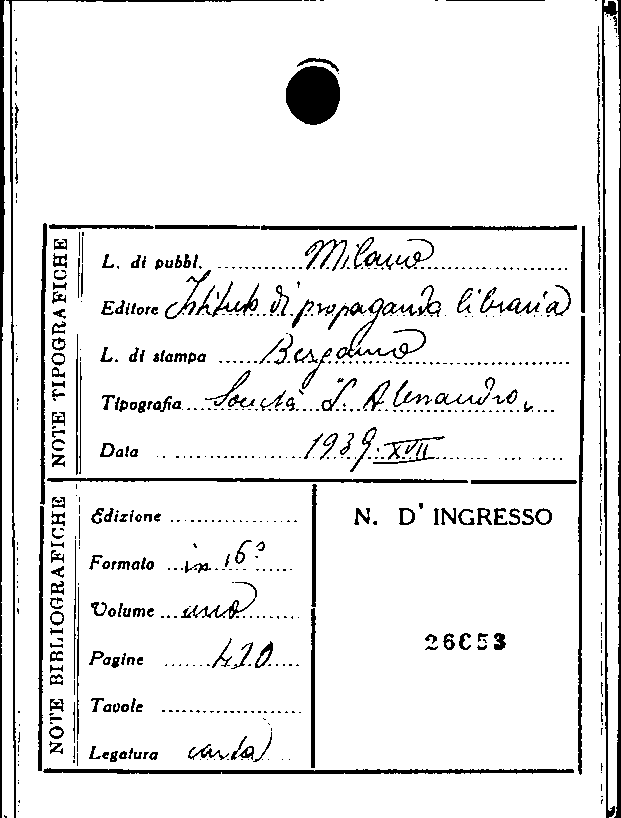 NOTE TIPOGRAFICHE
L. di pubbl. Milano
Editore Istituto di propaganda libraria
L. di stampa Bergamo
Tipografia Società S. Alessandro,
Data 1939. XVII
NOTE BIBLIOGRAFICHE
Edizione
Formato in 16°
Volume uno
Pagine 420
Tavole
Legatura carta
N. D' INGRESSO
26053